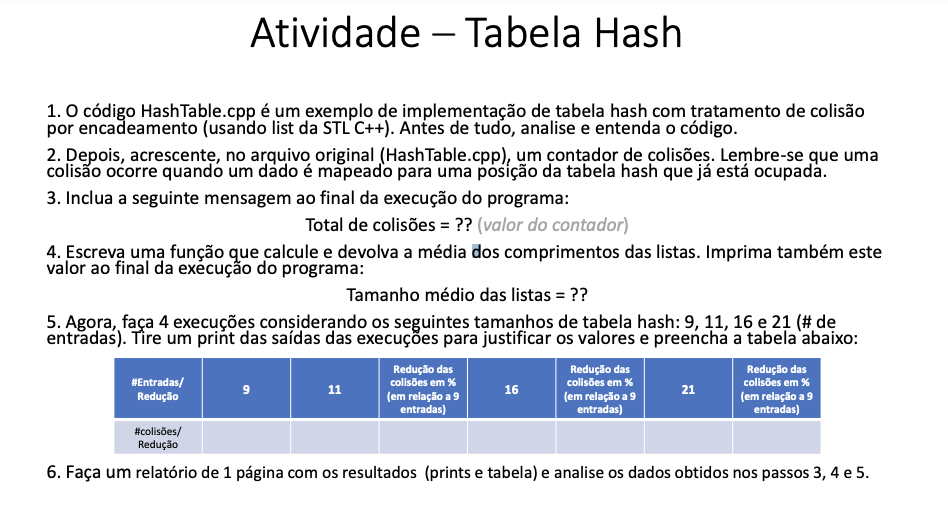 Atividade – Tabela Hash
1. O código HashTable.cpp é um exemplo de implementação de tabela hash com tratamento de colisão
por encadeamento (usando list da STL C++). Antes de tudo, analise e entenda o código.
2. Depois, acrescente, no arquivo original (HashTable.cpp), um contador de colisões. Lembre-se que uma
colisão ocorre quando um dado é mapeado para uma posição da tabela hash que já está ocupada.
3. Inclua a seguinte mensagem ao final da execução do programa:
Total de colisões = ?? (valor do contador)
4. Escreva uma função que calcule e devolva a média dos comprimentos das listas. Imprima também este
valor ao final da execução do programa:
Tamanho médio das listas = ??
5. Agora, faça 4 execuções considerando os seguintes tamanhos de tabela hash: 9, 11, 16 e 21 (# de
entradas). Tire um print das saídas das execuções para justificar os valores e preencha a tabela abaixo:
#Entradas/
Redução
9
11
Redução das
colisões em %
(em relação a 9
entradas)
16
Redução das
colisões em %
(em relação a 9
entradas)
21
Redução das
colisões em %
(em relação a 9
entradas)
#colisões/
Redução
6. Faça um relatório de 1 página com os resultados (prints e tabela) e analise os dados obtidos nos passos 3, 4 e 5.